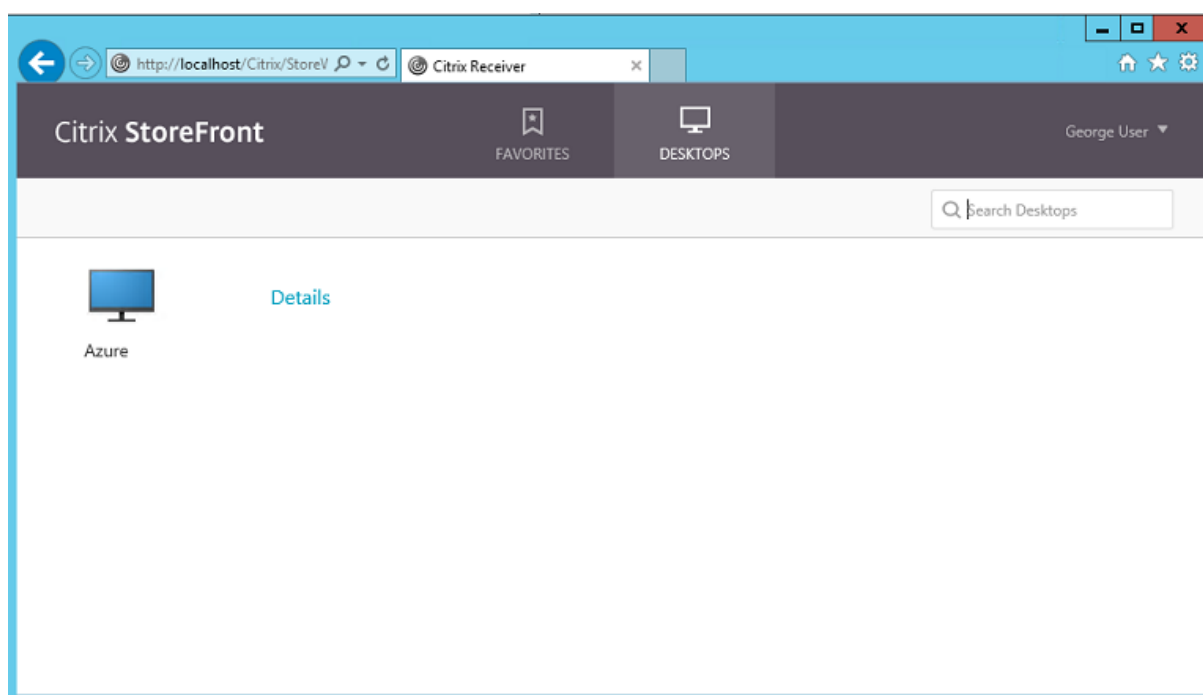 http://localhost/Citrix/StoreV
Citrix Receiver
Citrix StoreFront
FAVORITES
DESKTOPS
George User
Search Desktops
Details
Azure